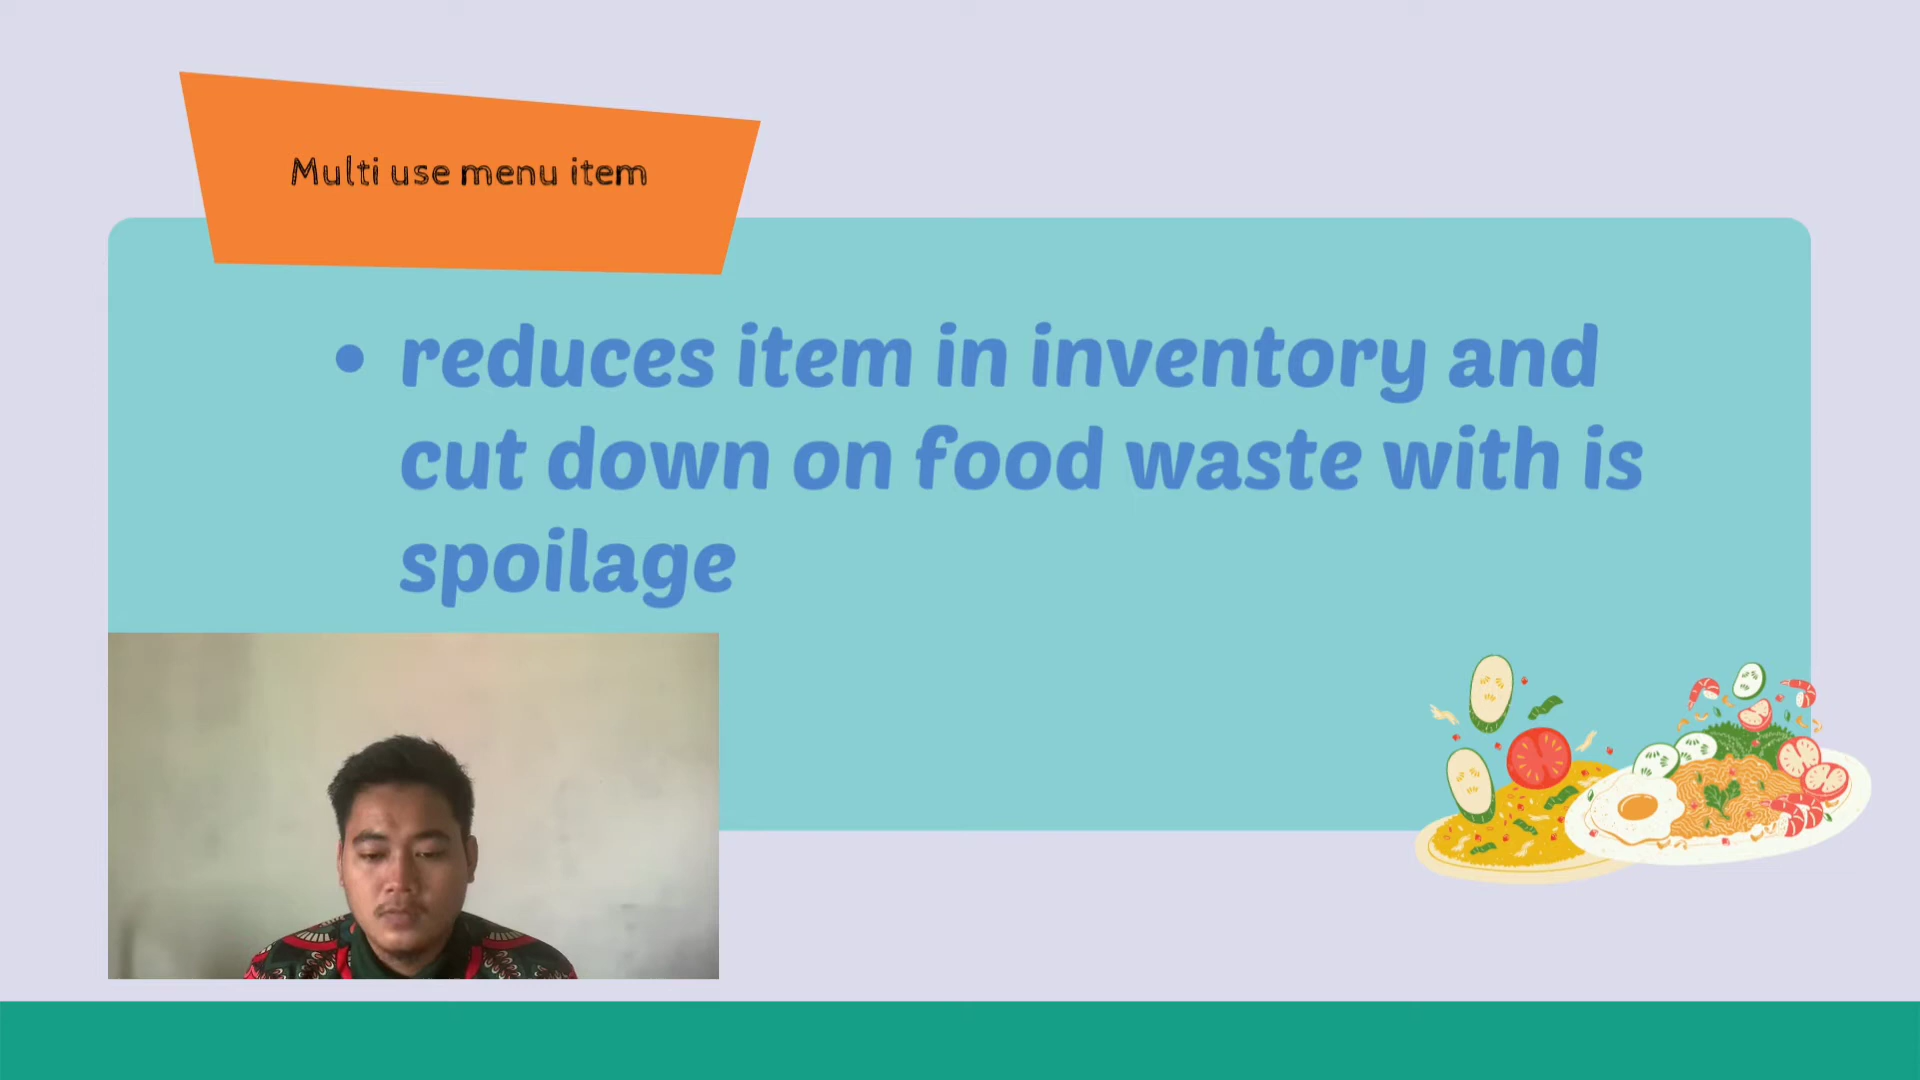 Multi use menu item
• reduces item in inventory and
cut down on food waste with is
spoilage